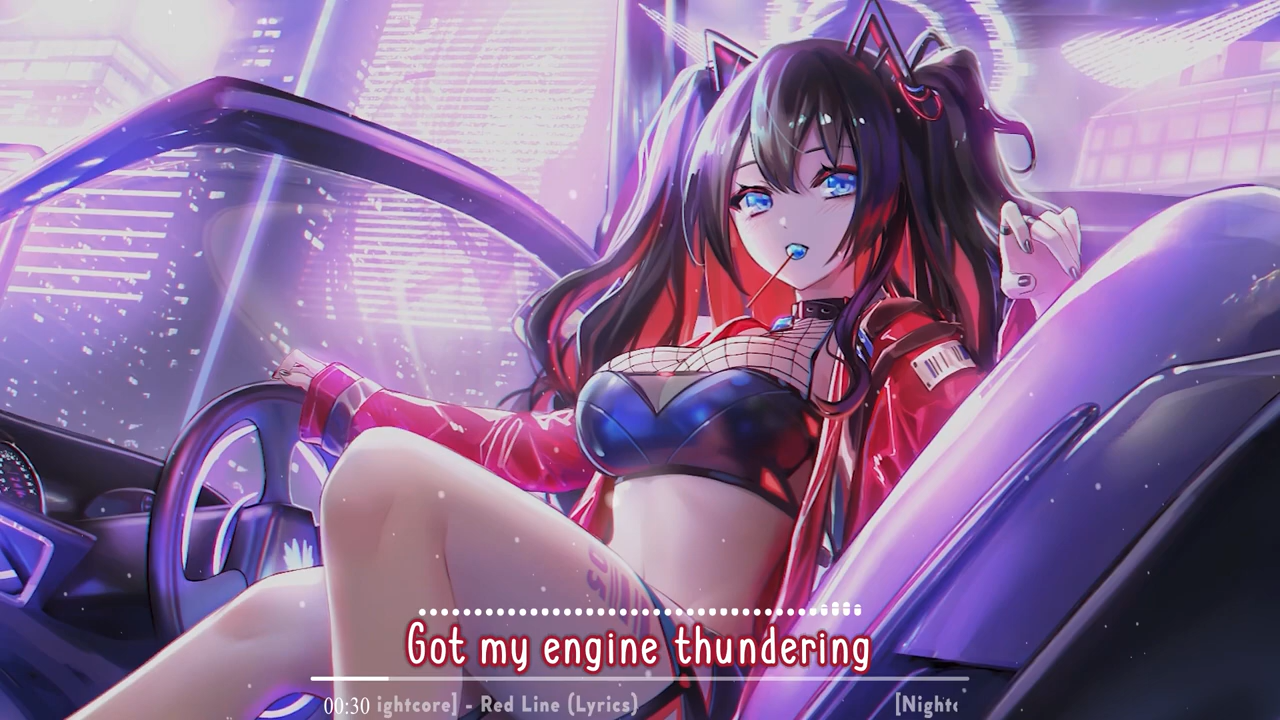 Got my engine thundering
00:30 ightcore] - Red Line (Lyrics) [Nightc